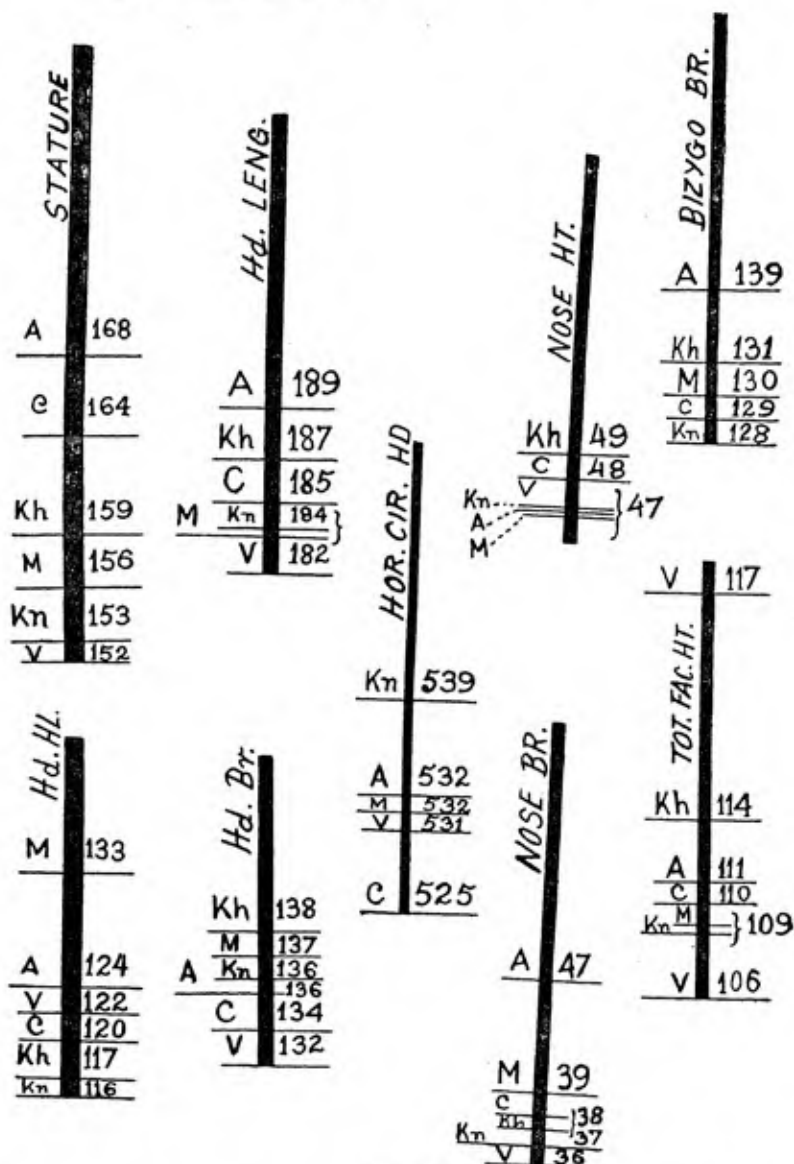 STATURE
A 168
C 164
Kh 159
M 156
Kn 153
V 152
Hd. LENG.
A 189
Kh 187
C 185
M Kn 184
V 182
NOSE HT.
Kh 49
C 48
V
Kn
A
M
47
BIZYGO BR.
A 139
Kh 131
M 130
C 129
Kn 128
HOR. CIR. HD
Kn 539
A 532
M 532
V 531
C 525
TOT. FAC. HT.
V 117
Kh 114
A 111
C 110
M
Kn 109
V 106
Hd. HL.
M 133
A 124
V 122
C 120
Kh 117
Kn 116
Hd. Br.
Kh 138
M 137
Kn 136
A 136
C 134
V 132
NOSE BR.
A 47
M 39
C
Kh 38
Kn 37
V 36